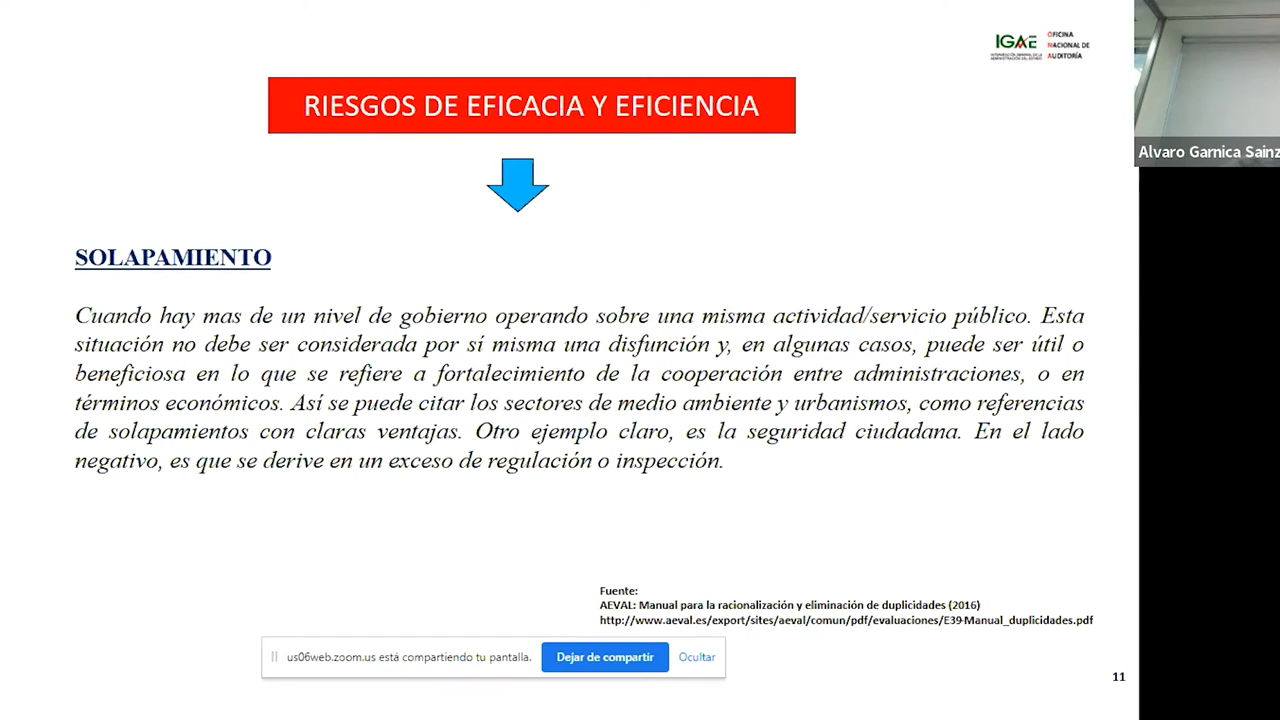 IGAE
OFICINA
NACIONAL DE
AUDITORÍA
INTERVENCIÓN GENERAL DE LA
ADMINISTRACIÓN DEL ESTADO
RIESGOS DE EFICACIA Y EFICIENCIA
Alvaro Garnica Sainz
SOLAPAMIENTO
Cuando hay mas de un nivel de gobierno operando sobre una misma actividad/servicio público. Esta
situación no debe ser considerada por sí misma una disfunción y, en algunas casos, puede ser útil o
beneficiosa en lo que se refiere a fortalecimiento de la cooperación entre administraciones, o en
términos económicos. Así se puede citar los sectores de medio ambiente y urbanismos, como referencias
de solapamientos con claras ventajas. Otro ejemplo claro, es la seguridad ciudadana. En el lado
negativo, es que se derive en un exceso de regulación o inspección.
Fuente:
AEVAL: Manual para la racionalización y eliminación de duplicidades (2016)
http://www.aeval.es/export/sites/aeval/comun/pdf/evaluaciones/E39-Manual_duplicidades.pdf
us06web.zoom.us está compartiendo tu pantalla.
Dejar de compartir
Ocultar
11